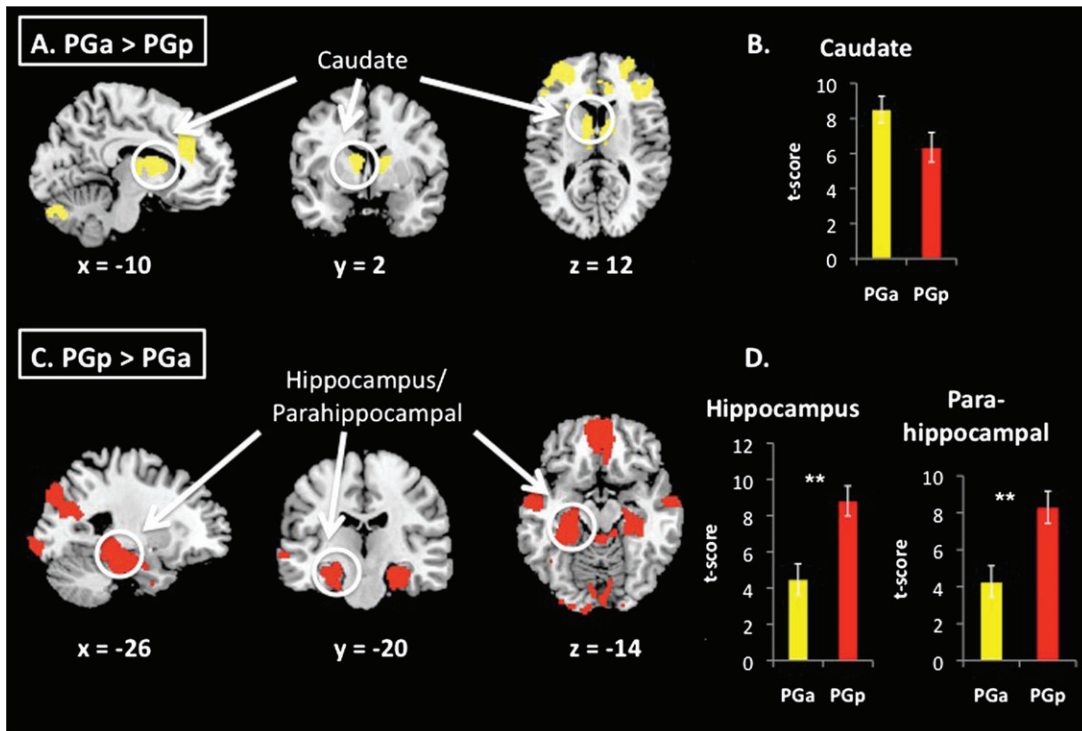 A. PGa > PGp
Caudate
x = -10
y = 2
z = 12
B.
Caudate
t-score
10
8
6
4
2
0
PGa PGp
C. PGp > PGa
Hippocampus/
Parahippocampal
x = -26
y = -20
z = -14
D.
Hippocampus
t-score
12
10
8
6
4
2
0
**
PGa PGp
Para-
hippocampal
t-score
10
8
6
4
2
0
**
PGa PGp